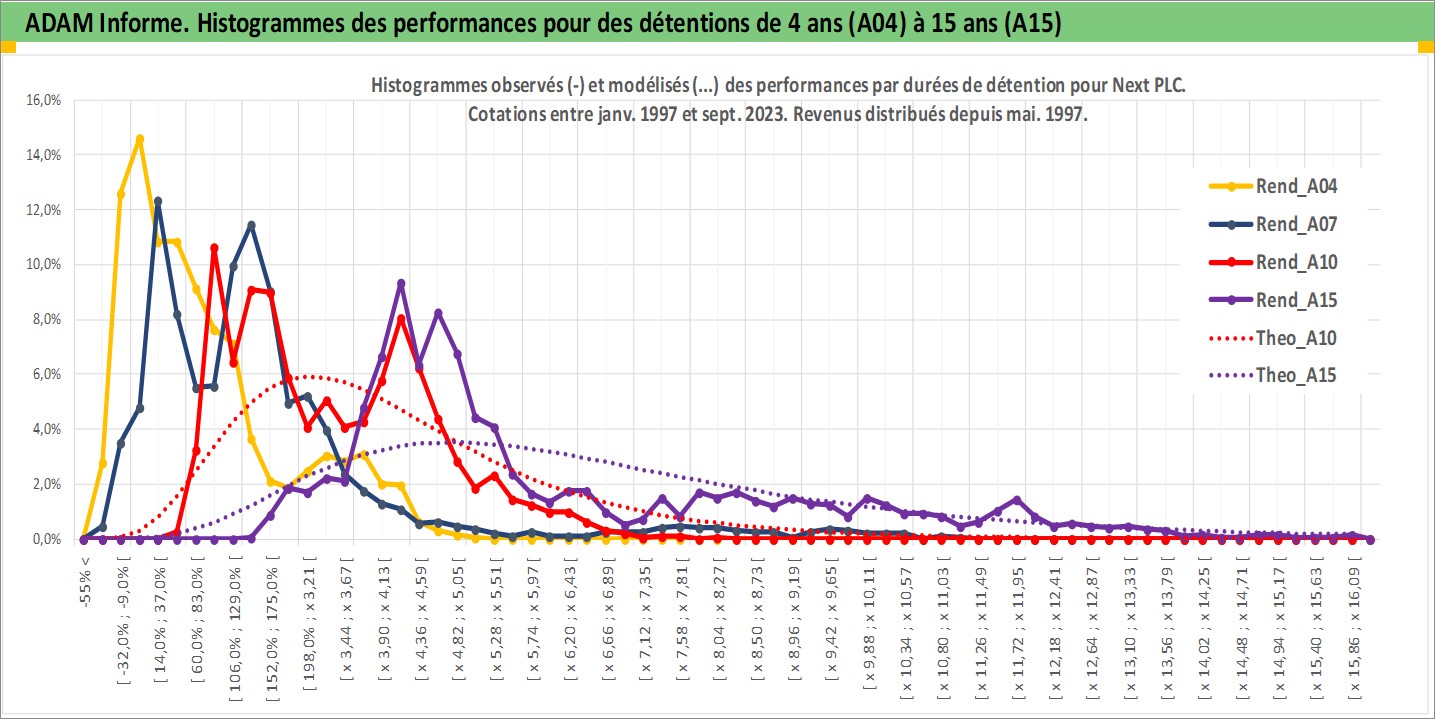 ADAM Informe. Histogrammes des performances pour des détentions de 4 ans (A04) à 15 ans (A15)
Histogrammes observés (-) et modélisés (...) des performances par durées de détention pour Next PLC.
Cotations entre janv. 1997 et sept. 2023. Revenus distribués depuis mai. 1997.
16,0%
14,0%
12,0%
10,0%
8,0%
6,0%
4,0%
2,0%
0,0%
Rend_A04
Rend_A07
Rend_A10
Rend_A15
Theo_A10
Theo_A15
-55% <
[ -32,0% ; -9,0% [
[ 14,0% ; 37,0% [
[ 60,0% ; 83,0% [
[ 106,0% ; 129,0% [
[ 152,0% ; 175,0% [
[ 198,0% ; x 3,21 [
[ x 3,44 ; x 3,67 [
[ x 3,90 ; x 4,13 [
[ x 4,36 ; x 4,59 [
[ x 4,82 ; x 5,05 [
[ x 5,28 ; x 5,51 [
[ x 5,74 ; x 5,97 [
[ x 6,20 ; x 6,43 [
[ x 6,66 ; x 6,89 [
[ x 7,12 ; x 7,35 [
[ x 7,58 ; x 7,81 [
[ x 8,04 ; x 8,27 [
[ x 8,50 ; x 8,73 [
[ x 8,96 ; x 9,19 [
[ x 9,42 ; x 9,65 [
[ x 9,88 ; x 10,11 [
[ x 10,34 ; x 10,57 [
[ x 10,80 ; x 11,03 [
[ x 11,26 ; x 11,49 [
[ x 11,72 ; x 11,95 [
[ x 12,18 ; x 12,41 [
[ x 12,64 ; x 12,87 [
[ x 13,10 ; x 13,33 [
[ x 13,56 ; x 13,79 [
[ x 14,02 ; x 14,25 [
[ x 14,48 ; x 14,71 [
[ x 14,94 ; x 15,17 [
[ x 15,40 ; x 15,63 [
[ x 15,86 ; x 16,09 [